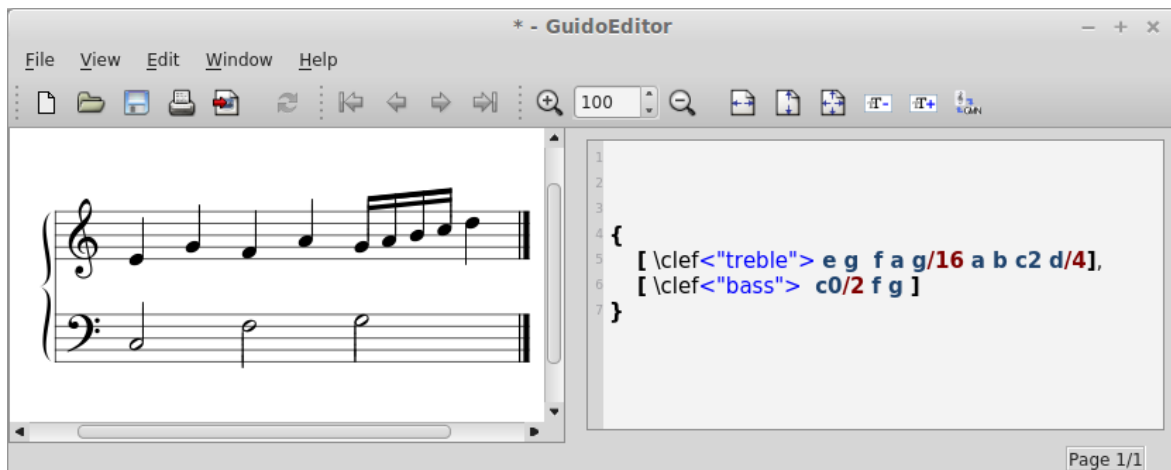 * - GuidoEditor
File View Edit Window Help
100 T- T+ GMN
1
2
3
4 {
5 [ \clef<"treble"> e g  f a g/16 a b c2 d/4],
6 [ \clef<"bass">  c0/2 f g ]
7 }
Page 1/1